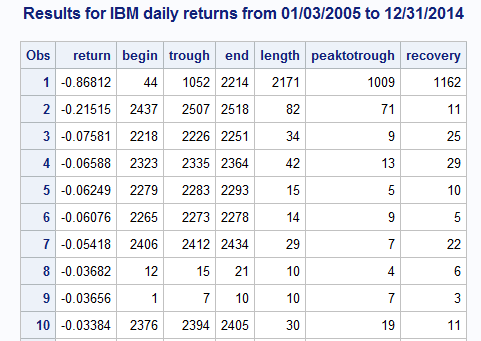 Results for IBM daily returns from 01/03/2005 to 12/31/2014
Obs return begin trough end length peaktotrough recovery
1 -0.86812 44 1052 2214 2171 1009 1162
2 -0.21515 2437 2507 2518 82 71 11
3 -0.07581 2218 2226 2251 34 9 25
4 -0.06588 2323 2335 2364 42 13 29
5 -0.06249 2279 2283 2293 15 5 10
6 -0.06076 2265 2273 2278 14 9 5
7 -0.05418 2406 2412 2434 29 7 22
8 -0.03682 12 15 21 10 4 6
9 -0.03656 1 7 10 10 7 3
10 -0.03384 2376 2394 2405 30 19 11